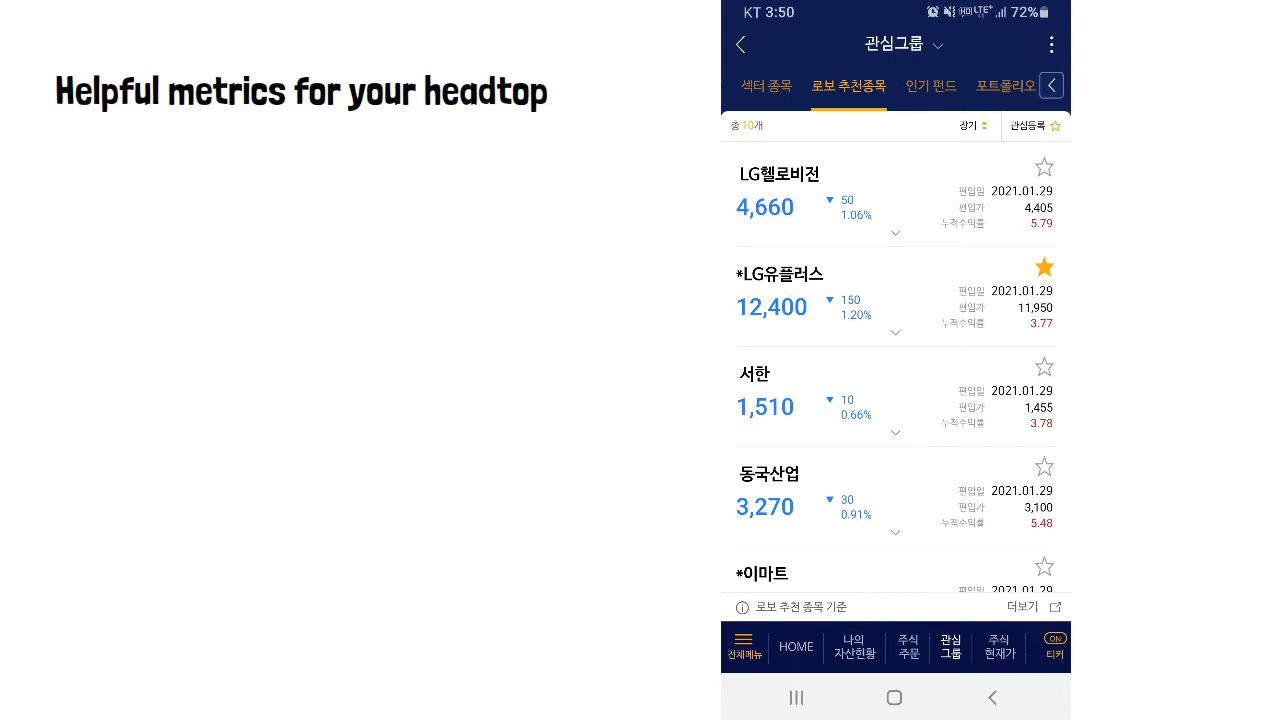 Helpful metrics for your headtop
KT 3:50
72%
관심그룹
섹터 종목 로보 추천종목 인기 펀드 포트폴리오
총 10개 장기 관심등록
LG헬로비전
4,660 50 1.06%
편입일 2021.01.29
편입가 4,405
누적수익률 5.79
*LG유플러스
12,400 150 1.20%
편입일 2021.01.29
편입가 11,950
누적수익률 3.77
서한
1,510 10 0.66%
편입일 2021.01.29
편입가 1,455
누적수익률 3.78
동국산업
3,270 30 0.91%
편입일 2021.01.29
편입가 3,100
누적수익률 5.48
*이마트
편입일 2021.01.29
로보 추천 종목 기준 더보기
전체메뉴 HOME 나의 자산현황 주식 주문 관심 그룹 주식 현재가 ON 티커